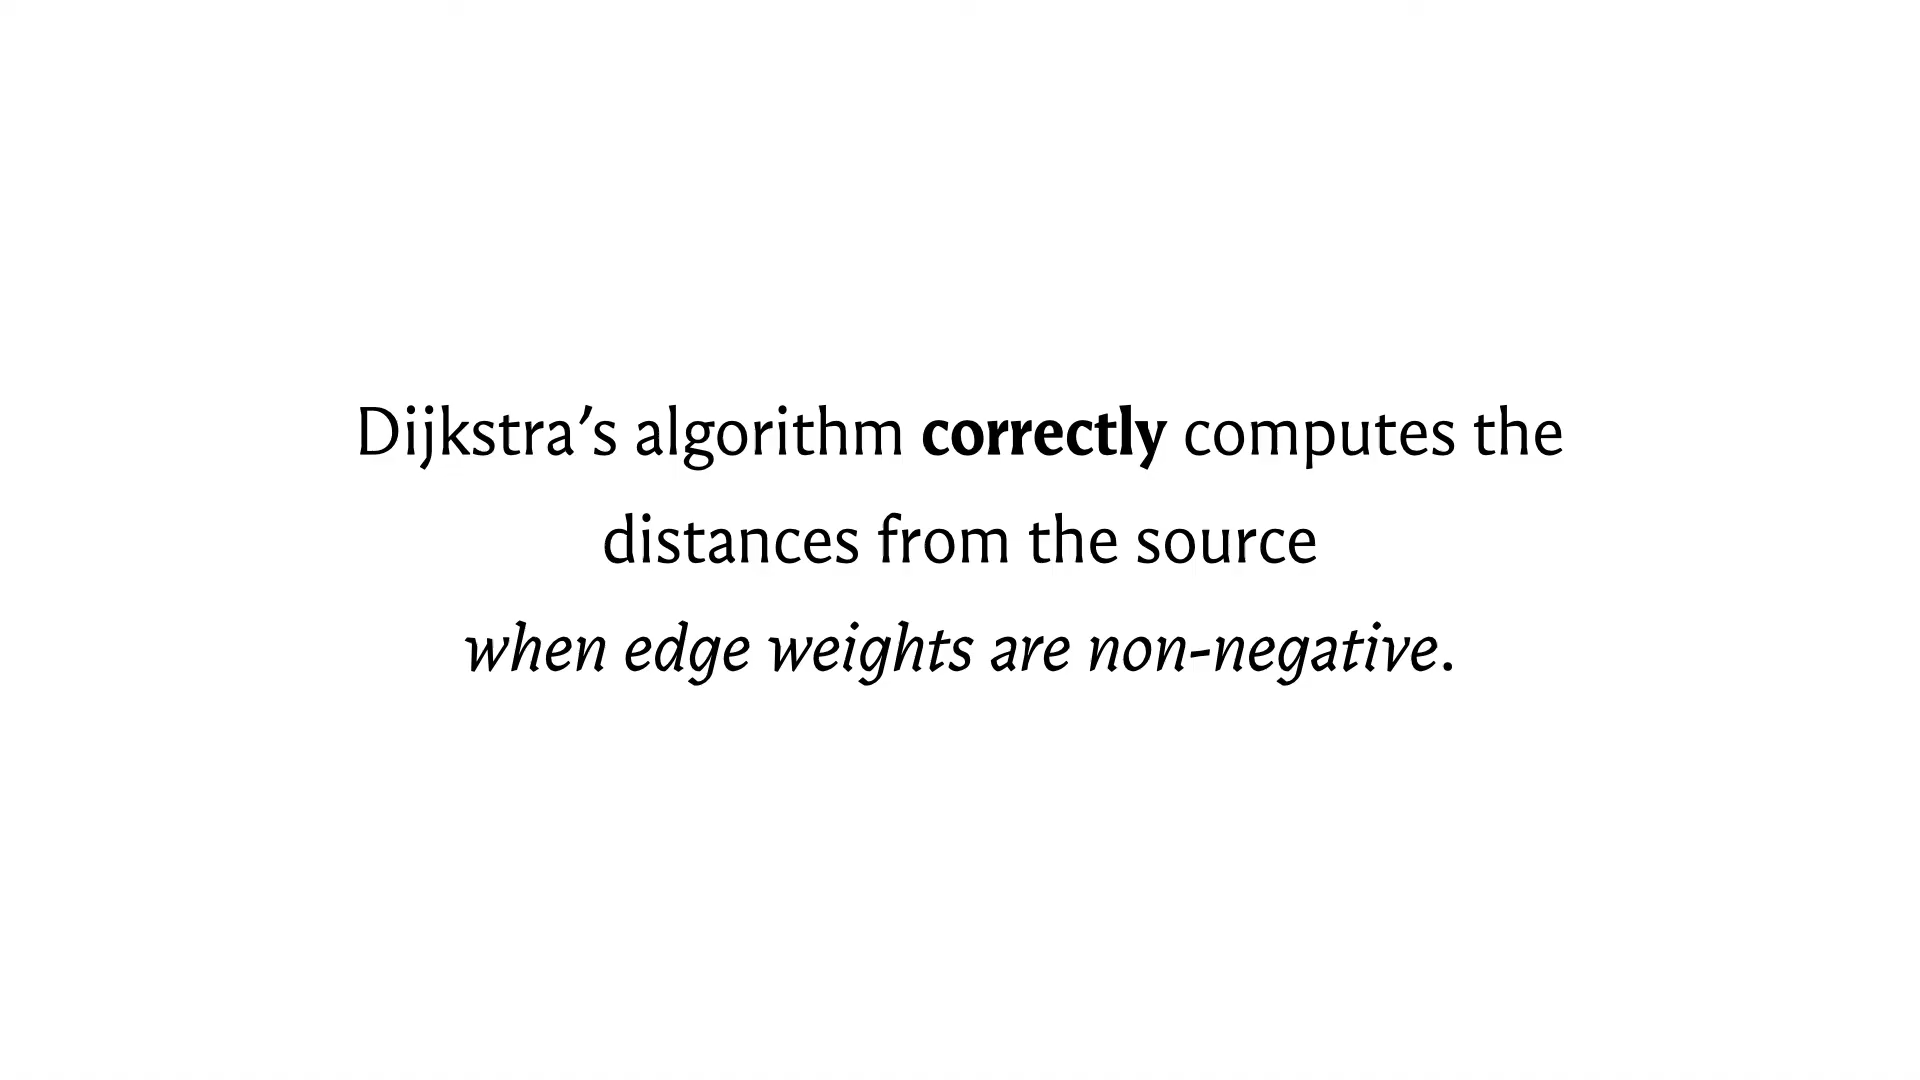 Dijkstra’s algorithm correctly computes the
distances from the source
when edge weights are non-negative.